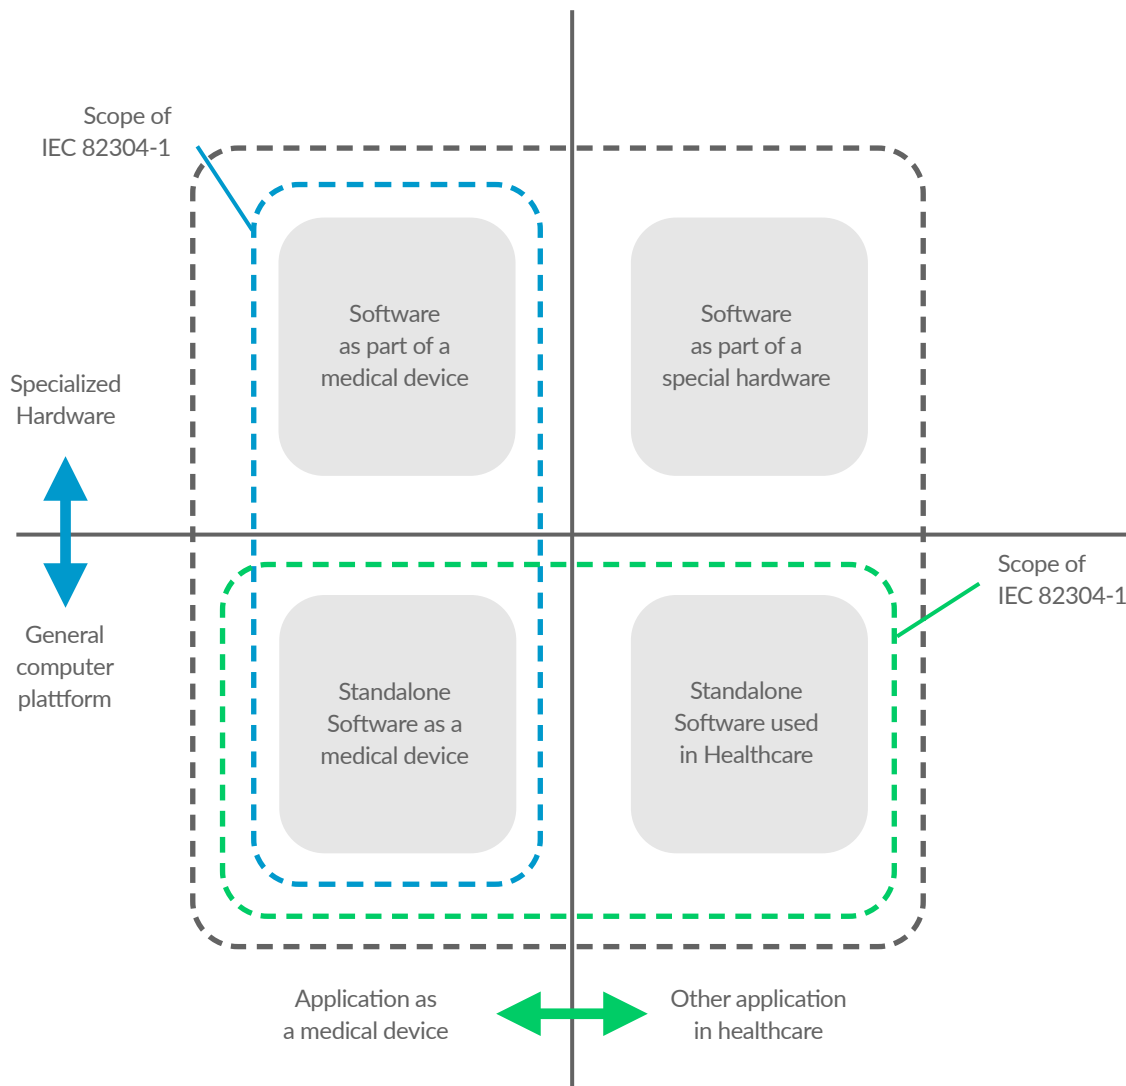 Scope of
IEC 82304-1
Software
as part of a
medical device
Software
as part of a
special hardware
Specialized
Hardware
Scope of
IEC 82304-1
General
computer
plattform
Standalone
Software as a
medical device
Standalone
Software used
in Healthcare
Application as
a medical device
Other application
in healthcare